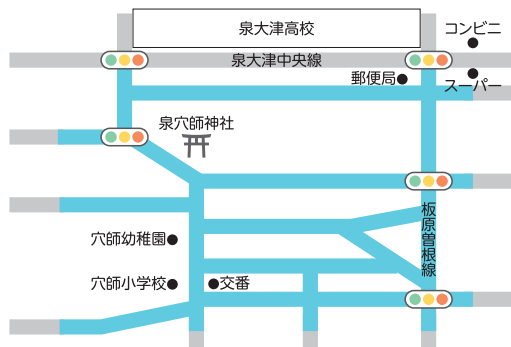 泉大津高校
コンビニ
泉大津中央線
郵便局
スーパー
泉穴師神社
板原曽根線
穴師幼稚園
穴師小学校
交番